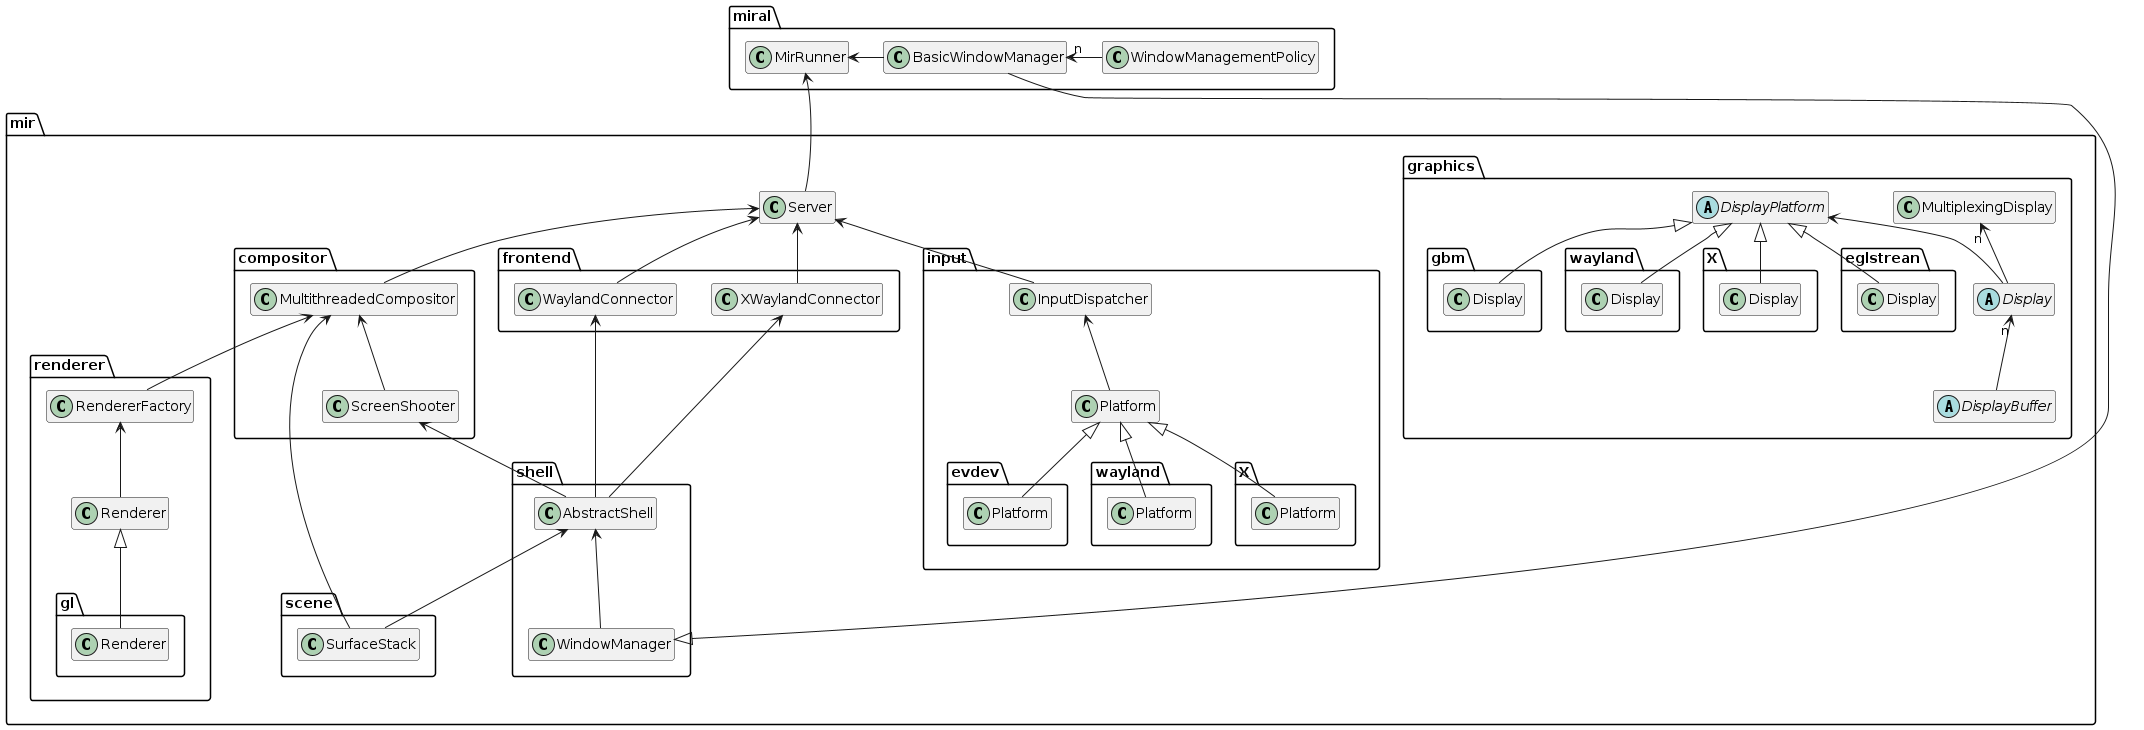 miral
C MirRunner
C BasicWindowManager
n
C WindowManagementPolicy
mir
graphics
C Server
A DisplayPlatform
C MultiplexingDisplay
n
compositor
frontend
input
gbm
wayland
X
eglstrean
C MultithreadedCompositor
C WaylandConnector
C XWaylandConnector
C InputDispatcher
C Display
C Display
C Display
C Display
A Display
n
renderer
C RendererFactory
C ScreenShooter
C Platform
A DisplayBuffer
shell
evdev
wayland
X
C Renderer
C AbstractShell
C Platform
C Platform
C Platform
gl
scene
C Renderer
C SurfaceStack
C WindowManager